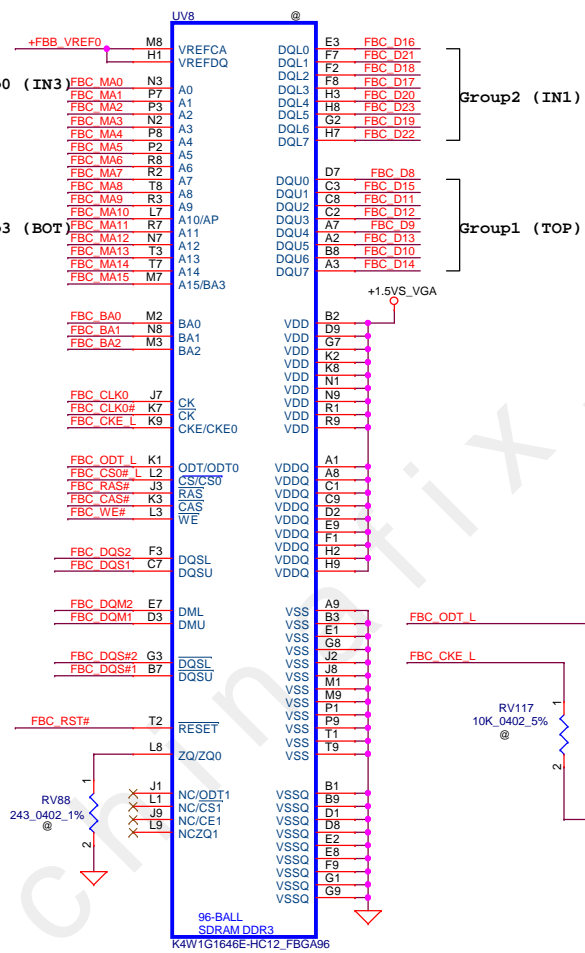 UV8 @
+FBB_VREF0 M8 VREFCA DQL0 E3 FBC_D16
H1 VREFDQ DQL1 F7 FBC_D21
DQL2 F2 FBC_D18
0 (IN3) FBC_MA0 N3 A0 DQL3 F8 FBC_D17
FBC_MA1 P7 A1 DQL4 H3 FBC_D20 Group2 (IN1)
FBC_MA2 P3 A2 DQL5 H8 FBC_D23
FBC_MA3 N2 A3 DQL6 G2 FBC_D19
FBC_MA4 P8 A4 DQL7 H7 FBC_D22
FBC_MA5 P2 A5
FBC_MA6 R8 A6
FBC_MA7 R2 A7 DQU0 D7 FBC_D8
FBC_MA8 T8 A8 DQU1 C3 FBC_D15
FBC_MA9 R3 A9 DQU2 C8 FBC_D11
FBC_MA10 L7 A10/AP DQU3 C2 FBC_D12
3 (BOT) FBC_MA11 R7 A11 DQU4 A7 FBC_D9 Group1 (TOP)
FBC_MA12 N7 A12 DQU5 A2 FBC_D13
FBC_MA13 T3 A13 DQU6 B8 FBC_D10
FBC_MA14 T7 A14 DQU7 A3 FBC_D14
FBC_MA15 M7 A15/BA3
+1.5VS_VGA
FBC_BA0 M2 BA0 VDD B2
FBC_BA1 N8 BA1 VDD D9
FBC_BA2 M3 BA2 VDD G7
VDD K2
VDD K8
VDD N1
FBC_CLK0 J7 CK VDD N9
FBC_CLK0# K7 CK VDD R1
FBC_CKE_L K9 CKE/CKE0 VDD R9
FBC_ODT_L K1 ODT/ODT0 VDDQ A1
FBC_CS0#_L L2 CS/CS0 VDDQ A8
FBC_RAS# J3 RAS VDDQ C1
FBC_CAS# K3 CAS VDDQ C9
FBC_WE# L3 WE VDDQ D2
VDDQ E9
VDDQ F1
FBC_DQS2 F3 DQSL VDDQ H2
FBC_DQS1 C7 DQSU VDDQ H9
FBC_DQM2 E7 DML VSS A9
FBC_DQM1 D3 DMU VSS B3 FBC_ODT_L
VSS E1
VSS G8
FBC_DQS#2 G3 DQSL VSS J2 FBC_CKE_L
FBC_DQS#1 B7 DQSU VSS J8
VSS M1
VSS M9
VSS P1 1
FBC_RST# T2 RESET VSS P9 RV117
VSS T1 10K_0402_5%
L8 ZQ/ZQ0 VSS T9 @
2
1 J1 NC/ODT1 VSSQ B1
RV88 L1 NC/CS1 VSSQ B9
243_0402_1% J9 NC/CE1 VSSQ D1
@ L9 NCZQ1 VSSQ D8
2 VSSQ E2
VSSQ E8
VSSQ F9
VSSQ G1
VSSQ G9
96-BALL
SDRAM DDR3
K4W1G1646E-HC12_FBGA96
chinafix